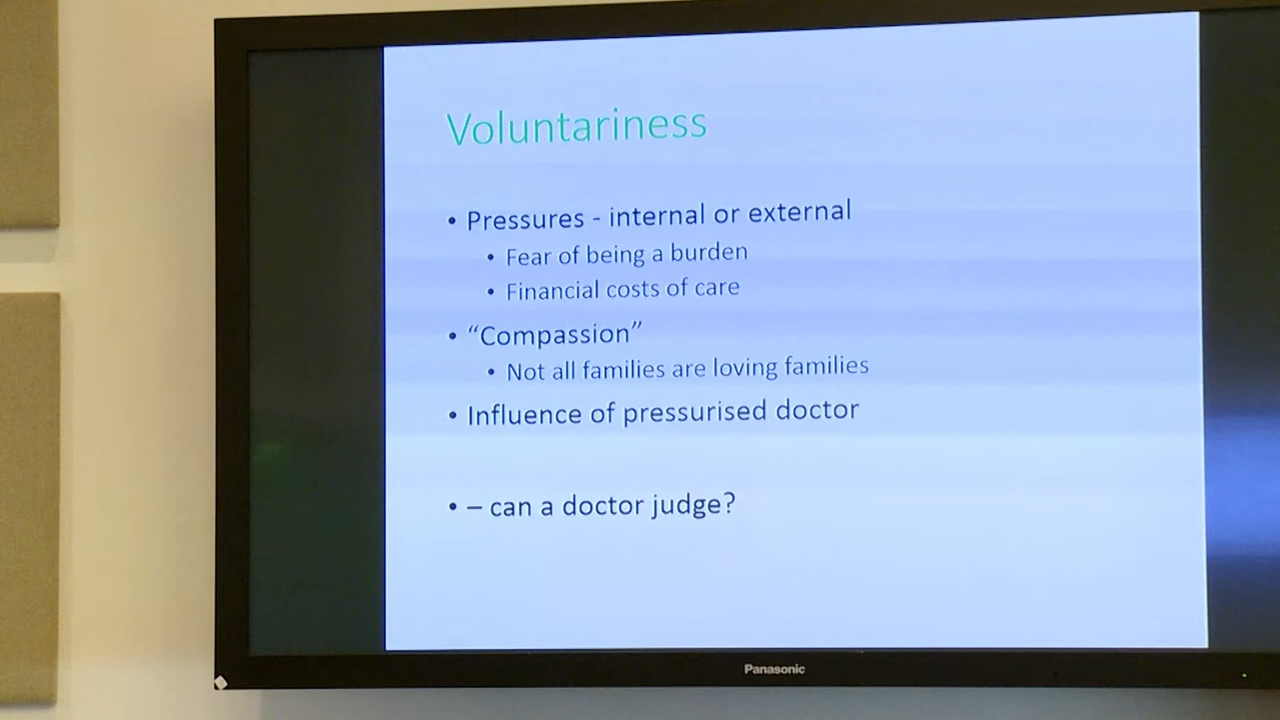 Voluntariness
• Pressures - internal or external
• Fear of being a burden
• Financial costs of care
• “Compassion”
• Not all families are loving families
• Influence of pressurised doctor
• – can a doctor judge?
Panasonic